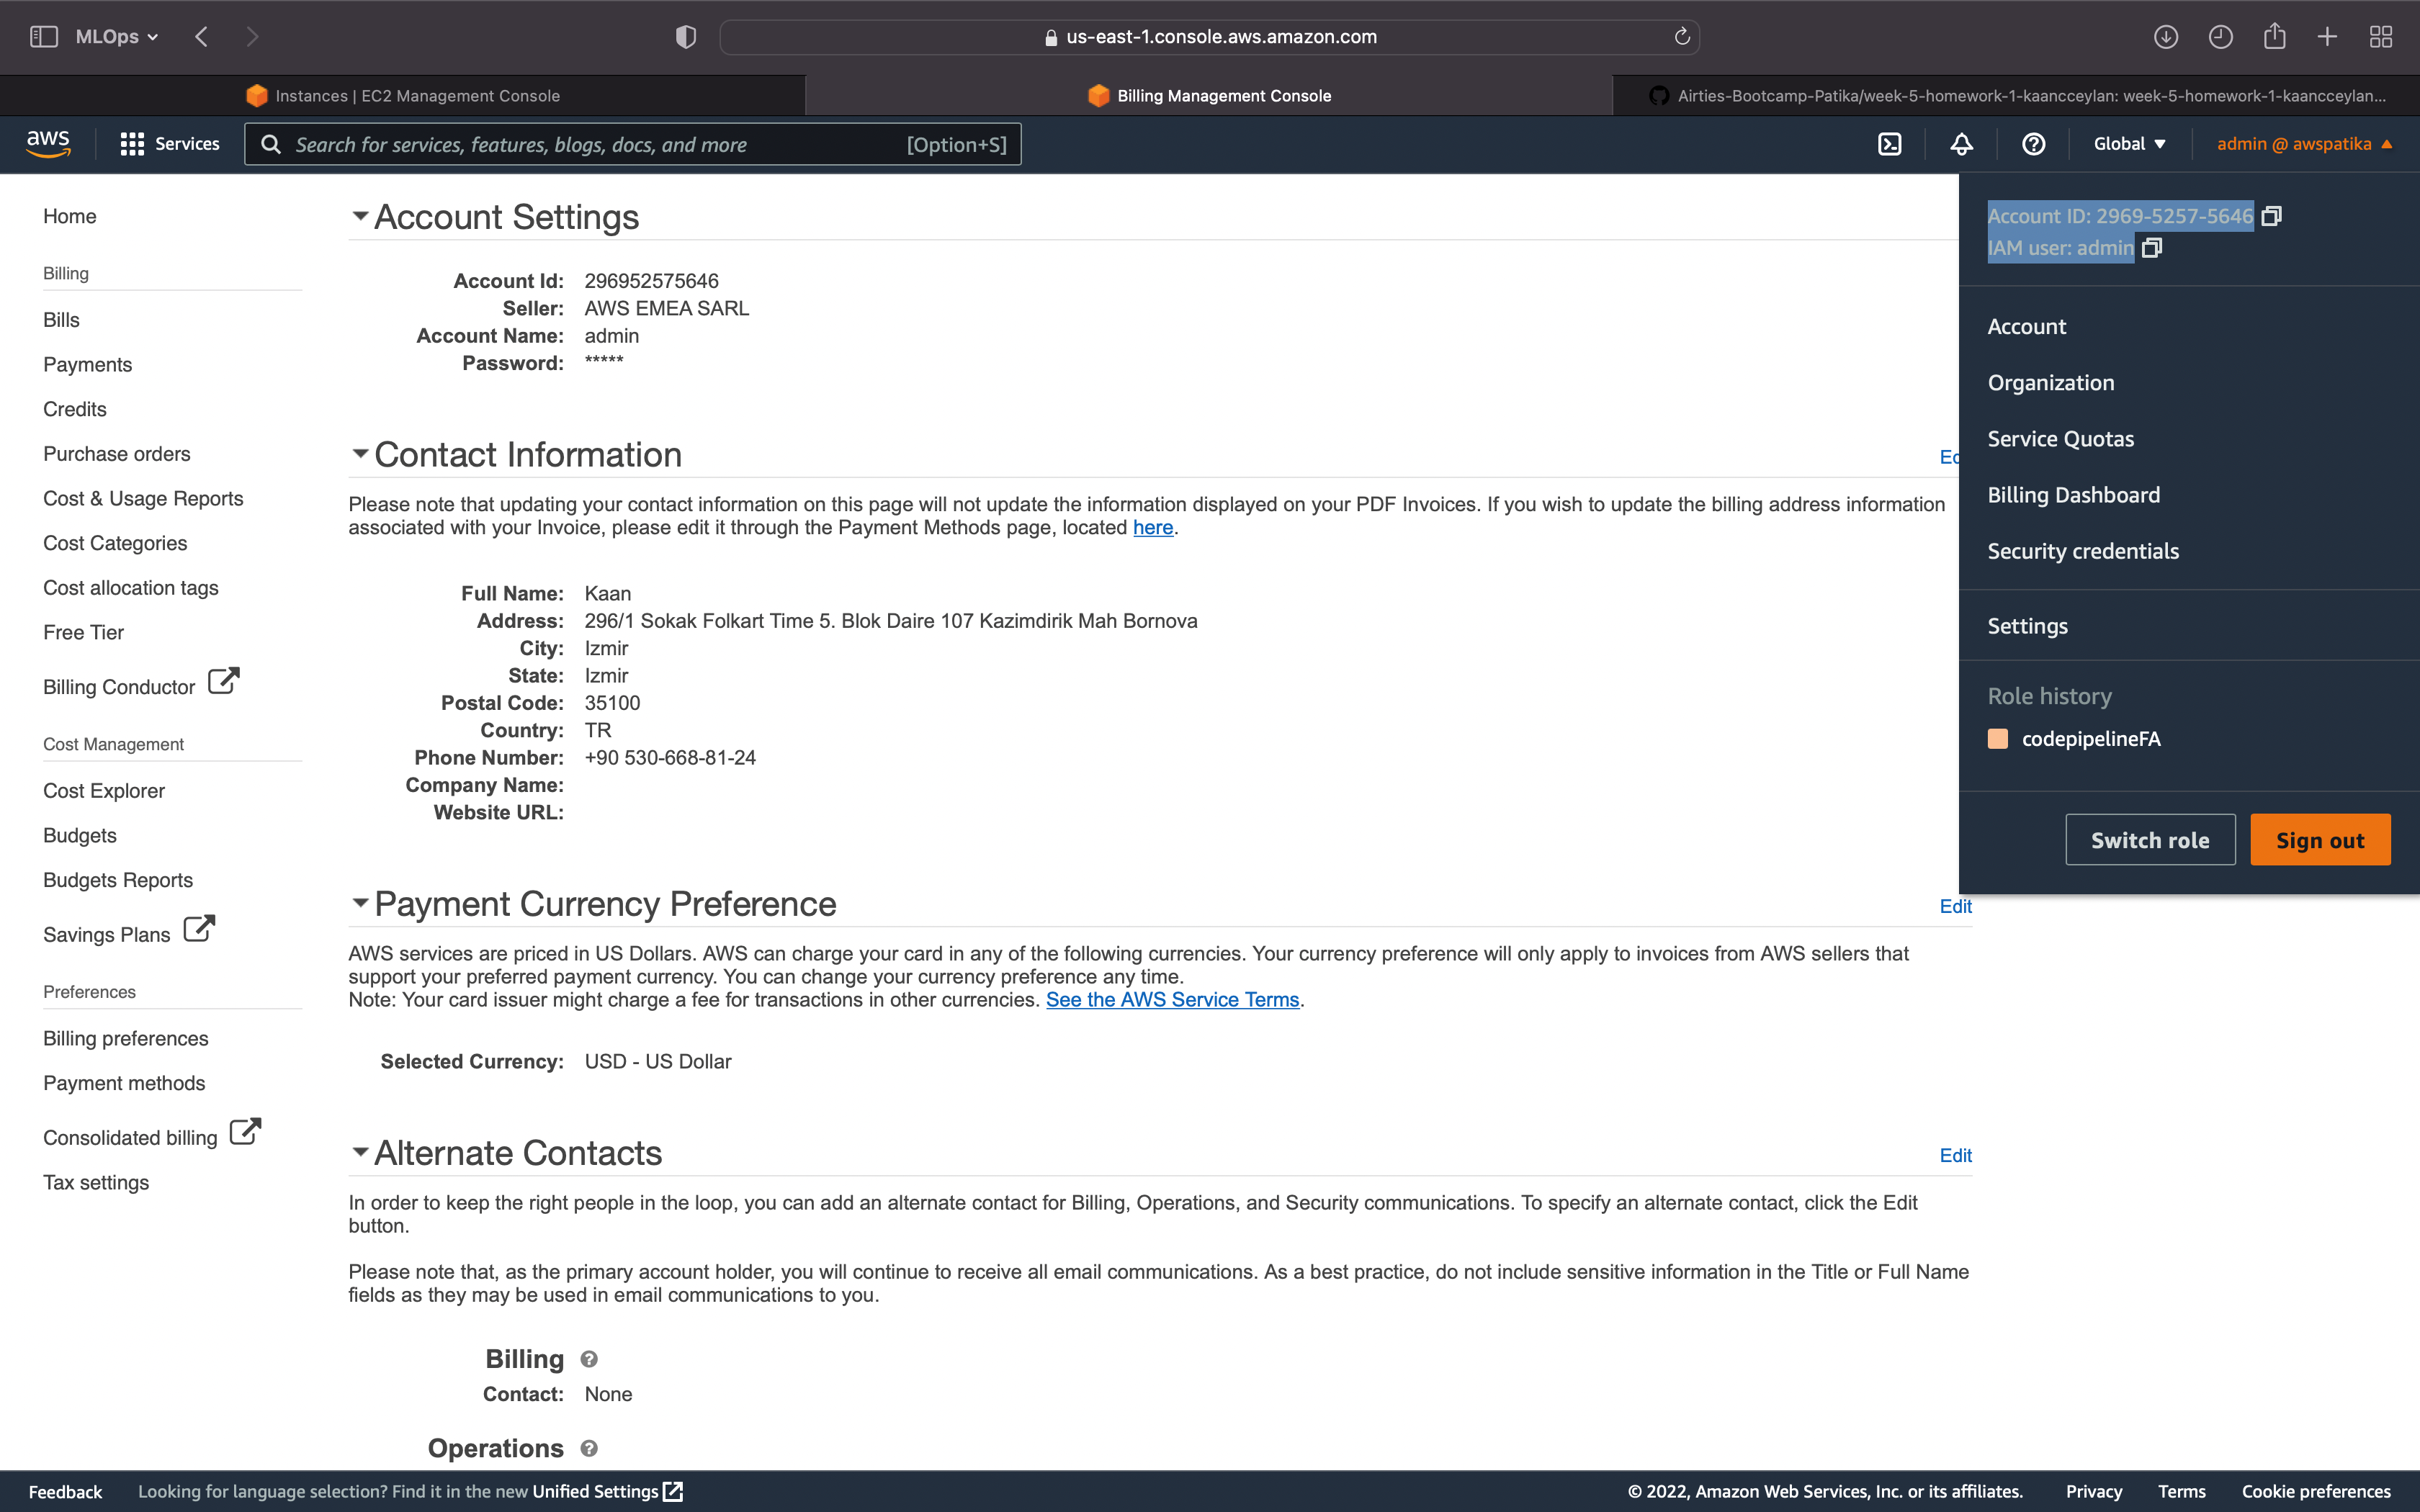 MLOps
us-east-1.console.aws.amazon.com
Instances | EC2 Management Console
Billing Management Console
Airties-Bootcamp-Patika/week-5-homework-1-kaancceylan: week-5-homework-1-kaancceylan...
aws
Services
Search for services, features, blogs, docs, and more
[Option+S]
Global
admin @ awspatika
Account ID: 2969-5257-5646
IAM user: admin
Account
Organization
Service Quotas
Billing Dashboard
Security credentials
Settings
Role history
codepipelineFA
Switch role
Sign out
Home
Billing
Bills
Payments
Credits
Purchase orders
Cost & Usage Reports
Cost Categories
Cost allocation tags
Free Tier
Billing Conductor
Cost Management
Cost Explorer
Budgets
Budgets Reports
Savings Plans
Preferences
Billing preferences
Payment methods
Consolidated billing
Tax settings
Account Settings
Account Id: 296952575646
Seller: AWS EMEA SARL
Account Name: admin
Password: *****
Contact Information
Please note that updating your contact information on this page will not update the information displayed on your PDF Invoices. If you wish to update the billing address information
associated with your Invoice, please edit it through the Payment Methods page, located here.
Full Name: Kaan
Address: 296/1 Sokak Folkart Time 5. Blok Daire 107 Kazimdirik Mah Bornova
City: Izmir
State: Izmir
Postal Code: 35100
Country: TR
Phone Number: +90 530-668-81-24
Company Name:
Website URL:
Payment Currency Preference
Edit
AWS services are priced in US Dollars. AWS can charge your card in any of the following currencies. Your currency preference will only apply to invoices from AWS sellers that
support your preferred payment currency. You can change your currency preference any time.
Note: Your card issuer might charge a fee for transactions in other currencies. See the AWS Service Terms.
Selected Currency: USD - US Dollar
Alternate Contacts
Edit
In order to keep the right people in the loop, you can add an alternate contact for Billing, Operations, and Security communications. To specify an alternate contact, click the Edit
button.
Please note that, as the primary account holder, you will continue to receive all email communications. As a best practice, do not include sensitive information in the Title or Full Name
fields as they may be used in email communications to you.
Billing
Contact: None
Operations
Feedback
Looking for language selection? Find it in the new Unified Settings
© 2022, Amazon Web Services, Inc. or its affiliates.
Privacy
Terms
Cookie preferences